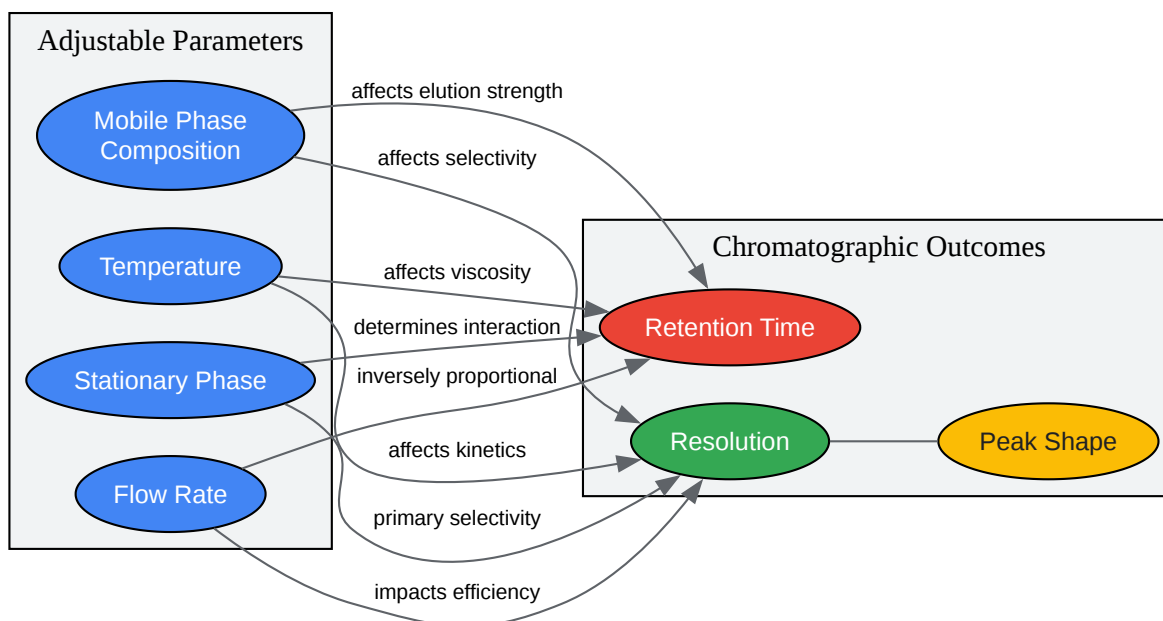 Adjustable Parameters
Mobile Phase
Composition
Temperature
Stationary Phase
Flow Rate
affects elution strength
affects selectivity
affects viscosity
determines interaction
inversely proportional
affects kinetics
primary selectivity
impacts efficiency
Chromatographic Outcomes
Retention Time
Resolution
Peak Shape